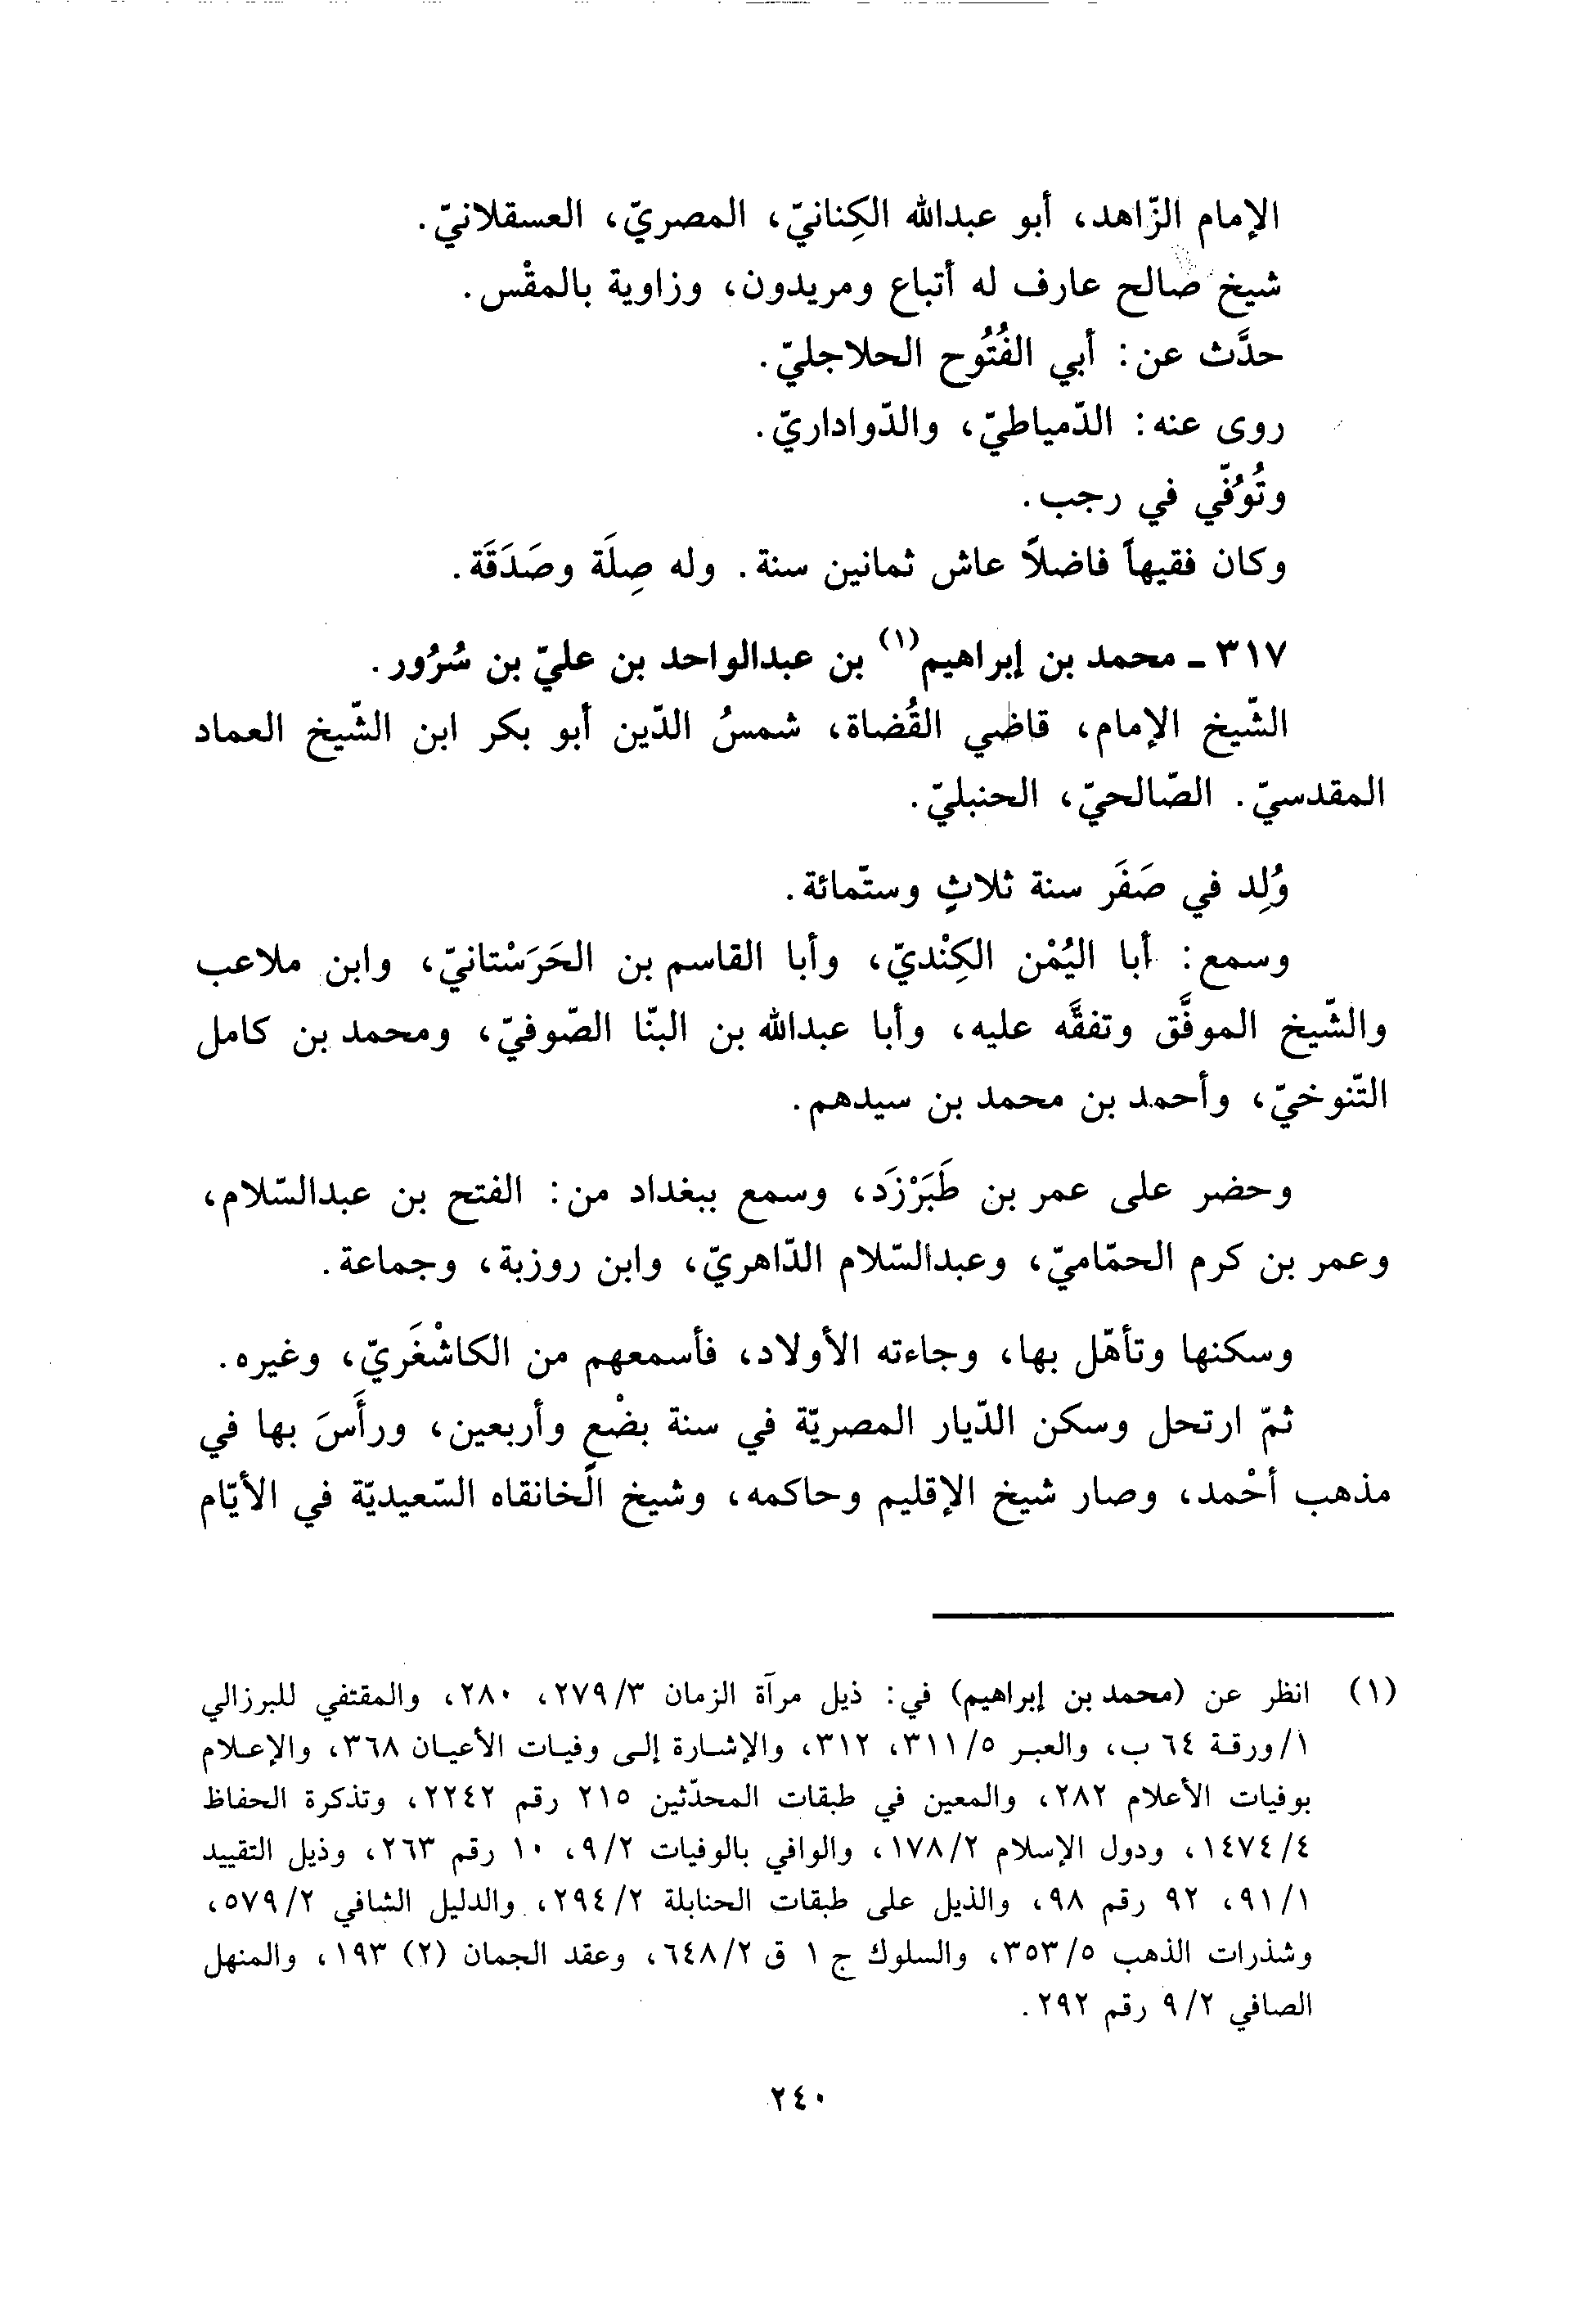 الإمام الزّاهد، أبو عبدالله الكِنانيّ، المصريّ، العسقلانيّ.
شيخ صالح عارف له أتباع ومريدون، وزاوية بالمقْس.
حدَّث عن: أبي الفُتُوح الحلاجليّ.
روى عنه: الدّمياطيّ، والدّواداريّ.
وتُوُفّي في رجب.
وكان فقيهاً فاضلاً عاش ثمانين سنة. وله صِلَة وصَدَقَة.
٣١٧ ـ محمد بن إبراهيم(١) بن عبدالواحد بن عليّ بن سُرُور.
الشّيخ الإمام، قاضي القُضاة، شمسُ الدّين أبو بكر ابن الشّيخ العماد
المقدسيّ. الصّالحيّ، الحنبليّ.
وُلِد في صَفَر سنة ثلاثٍ وستّمائة.
وسمع: أبا اليُمْن الكِنْديّ، وأبا القاسم بن الحَرَسْتانيّ، وابن ملاعب
والشّيخ الموفَّق وتفقَّه عليه، وأبا عبدالله بن البنّا الصّوفيّ، ومحمد بن كامل
التّنوخيّ، وأحمد بن محمد بن سيدهم.
وحضر على عمر بن طَبَرْزَد، وسمع ببغداد من: الفتح بن عبدالسّلام،
وعمر بن كرم الحمّاميّ، وعبدالسّلام الدّاهريّ، وابن روزبة، وجماعة.
وسكنها وتأهّل بها، وجاءته الأولاد، فأسمعهم من الكاشْغَريّ، وغيره.
ثمّ ارتحل وسكن الدّيار المصريّة في سنة بضْعٍ وأربعين، ورأَسَ بها في
مذهب أحْمد، وصار شيخ الإقليم وحاكمه، وشيخ الخانقاه السّعيديّة في الأيّام
(١) انظر عن (محمد بن إبراهيم) في: ذيل مرآة الزمان ٢٧٩/٣، ٢٨٠، والمقتفي للبرزالي
١/ورقة ٦٤ ب، والعبر ٣١١/٥، ٣١٢، والإشارة إلى وفيات الأعيان ٣٦٨، والإعلام
بوفيات الأعلام ٢٨٢، والمعين في طبقات المحدّثين ٢١٥ رقم ٢٢٤٢، وتذكرة الحفاظ
١٤٧٤/٤، ودول الإسلام ١٧٨/٢، والوافي بالوفيات ٩/٢، ١٠ رقم ٢٦٣، وذيل التقييد
٩١/١، ٩٢ رقم ٩٨، والذيل على طبقات الحنابلة ٢٩٤/٢، والدليل الشافي ٥٧٩/٢،
وشذرات الذهب ٣٥٣/٥، والسلوك ج ١ ق ٦٤٨/٢، وعقد الجمان (٢) ١٩٣، والمنهل
الصافي ٩/٢ رقم ٢٩٢.
٢٤٠